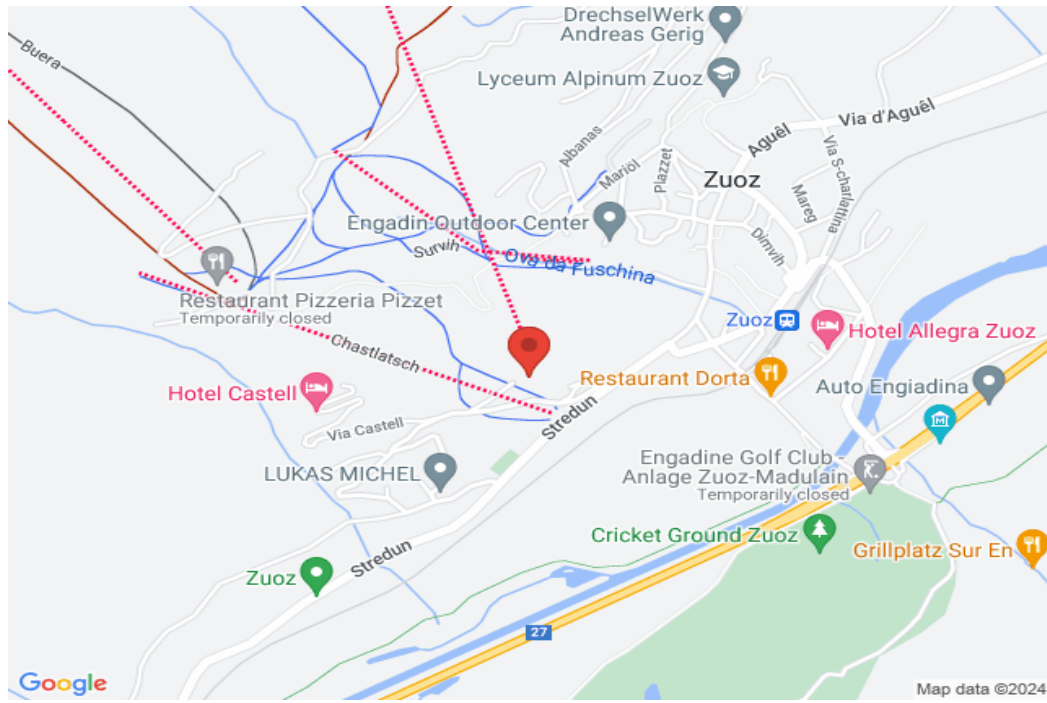 DrechselWerk
Andreas Gerig
Buera
Lyceum Alpinum Zuoz
Via d'Aguêl
Aguêl
Albanas
Mariöl
Plazzet
Via S-charlattina
Zuoz
Mareg
Engadin Outdoor Center
Dimvih
Survih
Ova da Fuschina
Restaurant Pizzeria Pizzet
Temporarily closed
Zuoz
Hotel Allegra Zuoz
Chastlatsch
Restaurant Dorta
Auto Engiadina
Hotel Castell
Stredun
Via Castell
Engadine Golf Club -
Anlage Zuoz-Madulain
Temporarily closed
LUKAS MICHEL
Cricket Ground Zuoz
Grillplatz Sur En
Stredun
Zuoz
27
Google
Map data ©2024